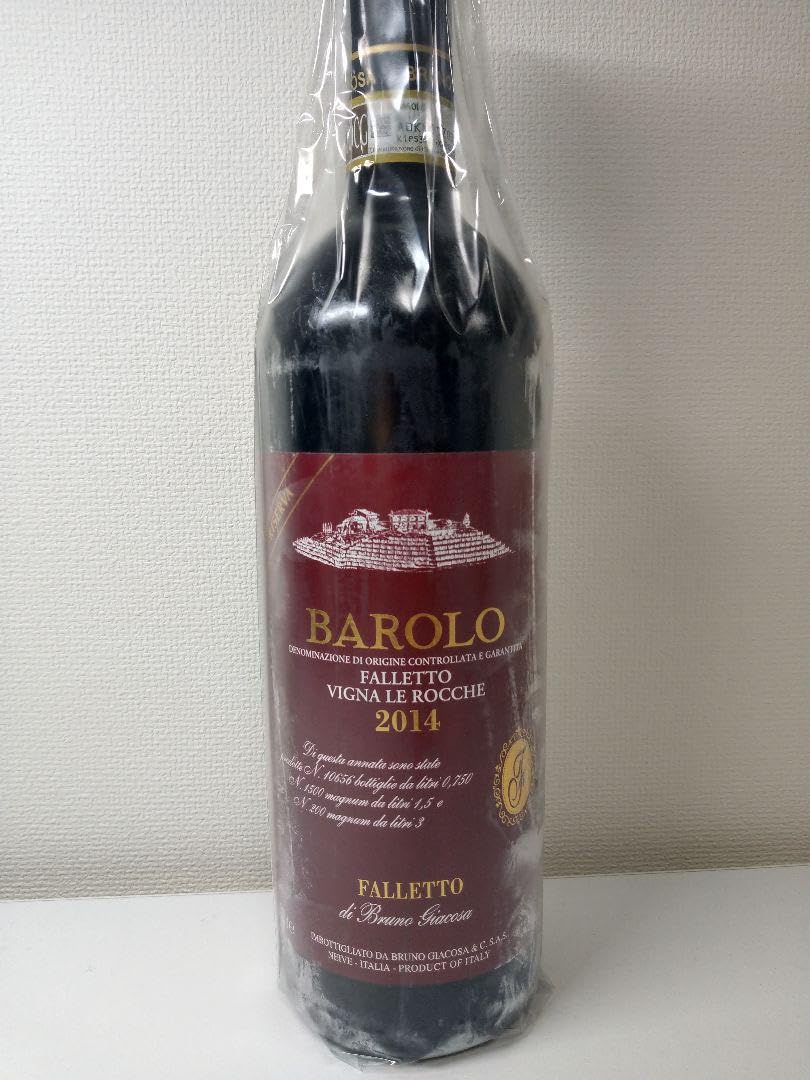 BAROLO
DENOMINAZIONE DI ORIGINE CONTROLLATA E GARANTITA
FALLETTO
VIGNA LE ROCCHE
2014
Di questa annata sono state
N. 10656 bottiglie da litri 0,750
N. 1500 magnum da litri 1,5 e
N. 200 magnum da litri 3
FALLETTO
di Bruno Giacosa
IMBOTTIGLIATO DA BRUNO GIACOSA & C. S.A.S.
NEIVE - ITALIA - PRODUCT OF ITALY